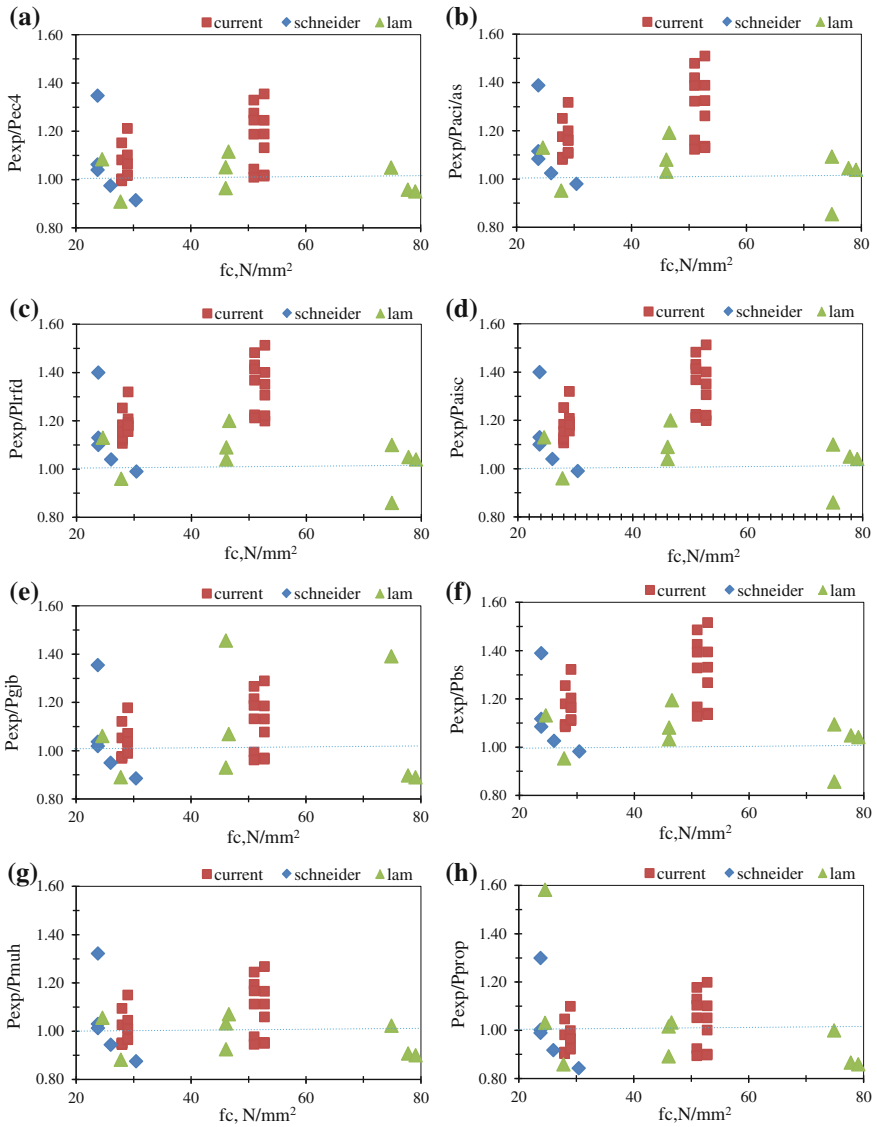 (a) current schneider lam
1.60
1.40
1.20
1.00
0.80
Pexp/Pec4
20 40 60 80
fc,N/mm²
(b) current schneider lam
1.60
1.40
1.20
1.00
0.80
Pexp/Paci/as
20 40 60 80
fc,N/mm²
(c) current schneider lam
1.60
1.40
1.20
1.00
0.80
Pexp/Plrfd
20 40 60 80
fc,N/mm²
(d) current schneider lam
1.60
1.40
1.20
1.00
0.80
Pexp/Paisc
20 40 60 80
fc,N/mm²
(e) current schneider lam
1.60
1.40
1.20
1.00
0.80
Pexp/Pgjb
20 40 60 80
fc,N/mm²
(f) current schneider lam
1.60
1.40
1.20
1.00
0.80
Pexp/Pbs
20 40 60 80
fc,N/mm²
(g) current schneider lam
1.60
1.40
1.20
1.00
0.80
Pexp/Pmuh
20 40 60 80
fc, N/mm²
(h) current schneider lam
1.60
1.40
1.20
1.00
0.80
Pexp/Pprop
20 40 60 80
fc,N/mm²